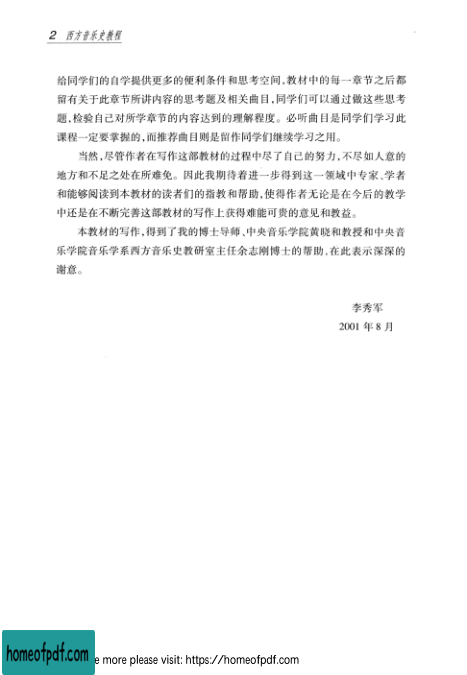 2 西方音乐史教程
给同学们的自学提供更多的便利条件和思考空间,教材中的每一章节之后都
留有关于此章节所讲内容的思考题及相关曲目,同学们可以通过做这些思考
题,检验自己对所学章节的内容达到的理解程度。必听曲目是同学们学习此
课程一定要掌握的,而推荐曲目则是留作同学们继续学习之用。
当然,尽管作者在写作这部教材的过程中尽了自己的努力,不尽如人意的
地方和不足之处在所难免。因此我期待着进一步得到这一领域中专家、学者
和能够阅读到本教材的读者们的指教和帮助,使得作者无论是在今后的教学
中还是在不断完善这部教材的写作上获得难能可贵的意见和教益。
本教材的写作,得到了我的博士导师、中央音乐学院黄晓和教授和中央音
乐学院音乐学系西方音乐史教研室主任余志刚博士的帮助,在此表示深深的
谢意。
李秀军
2001 年 8 月
homeofpdf.com
e more please visit: https://homeofpdf.com